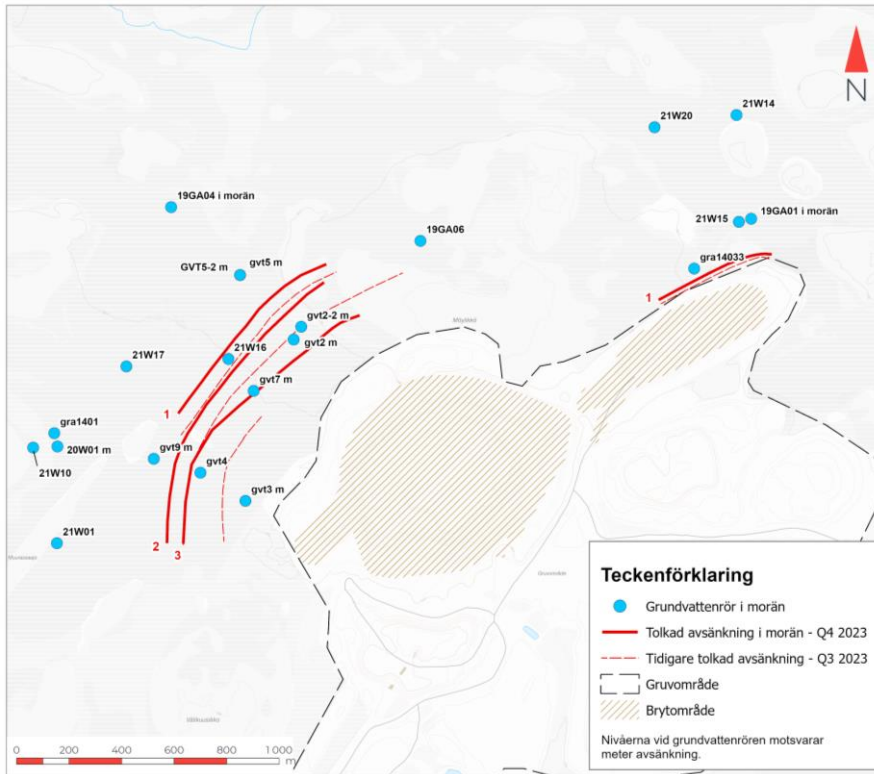 N
21W14
21W20
19GA04 i morän
21W15
19GA01 i morän
19GA06
gra14033
GVT5-2 m
gvt5 m
1
gvt2-2 m
gvt2 m
21W16
21W17
gvt7 m
1
gra1401
20W01 m
gvt9 m
21W10
gvt4
gvt3 m
21W01
2
3
Gruvområde
Teckenförklaring
Grundvattenrör i morän
Tolkad avsänkning i morän - Q4 2023
Tidigare tolkad avsänkning - Q3 2023
Gruvområde
Brytområde
Nivåerna vid grundvattenrören motsvarar
meter avsänkning.
0 200 400 600 800 1 000
m